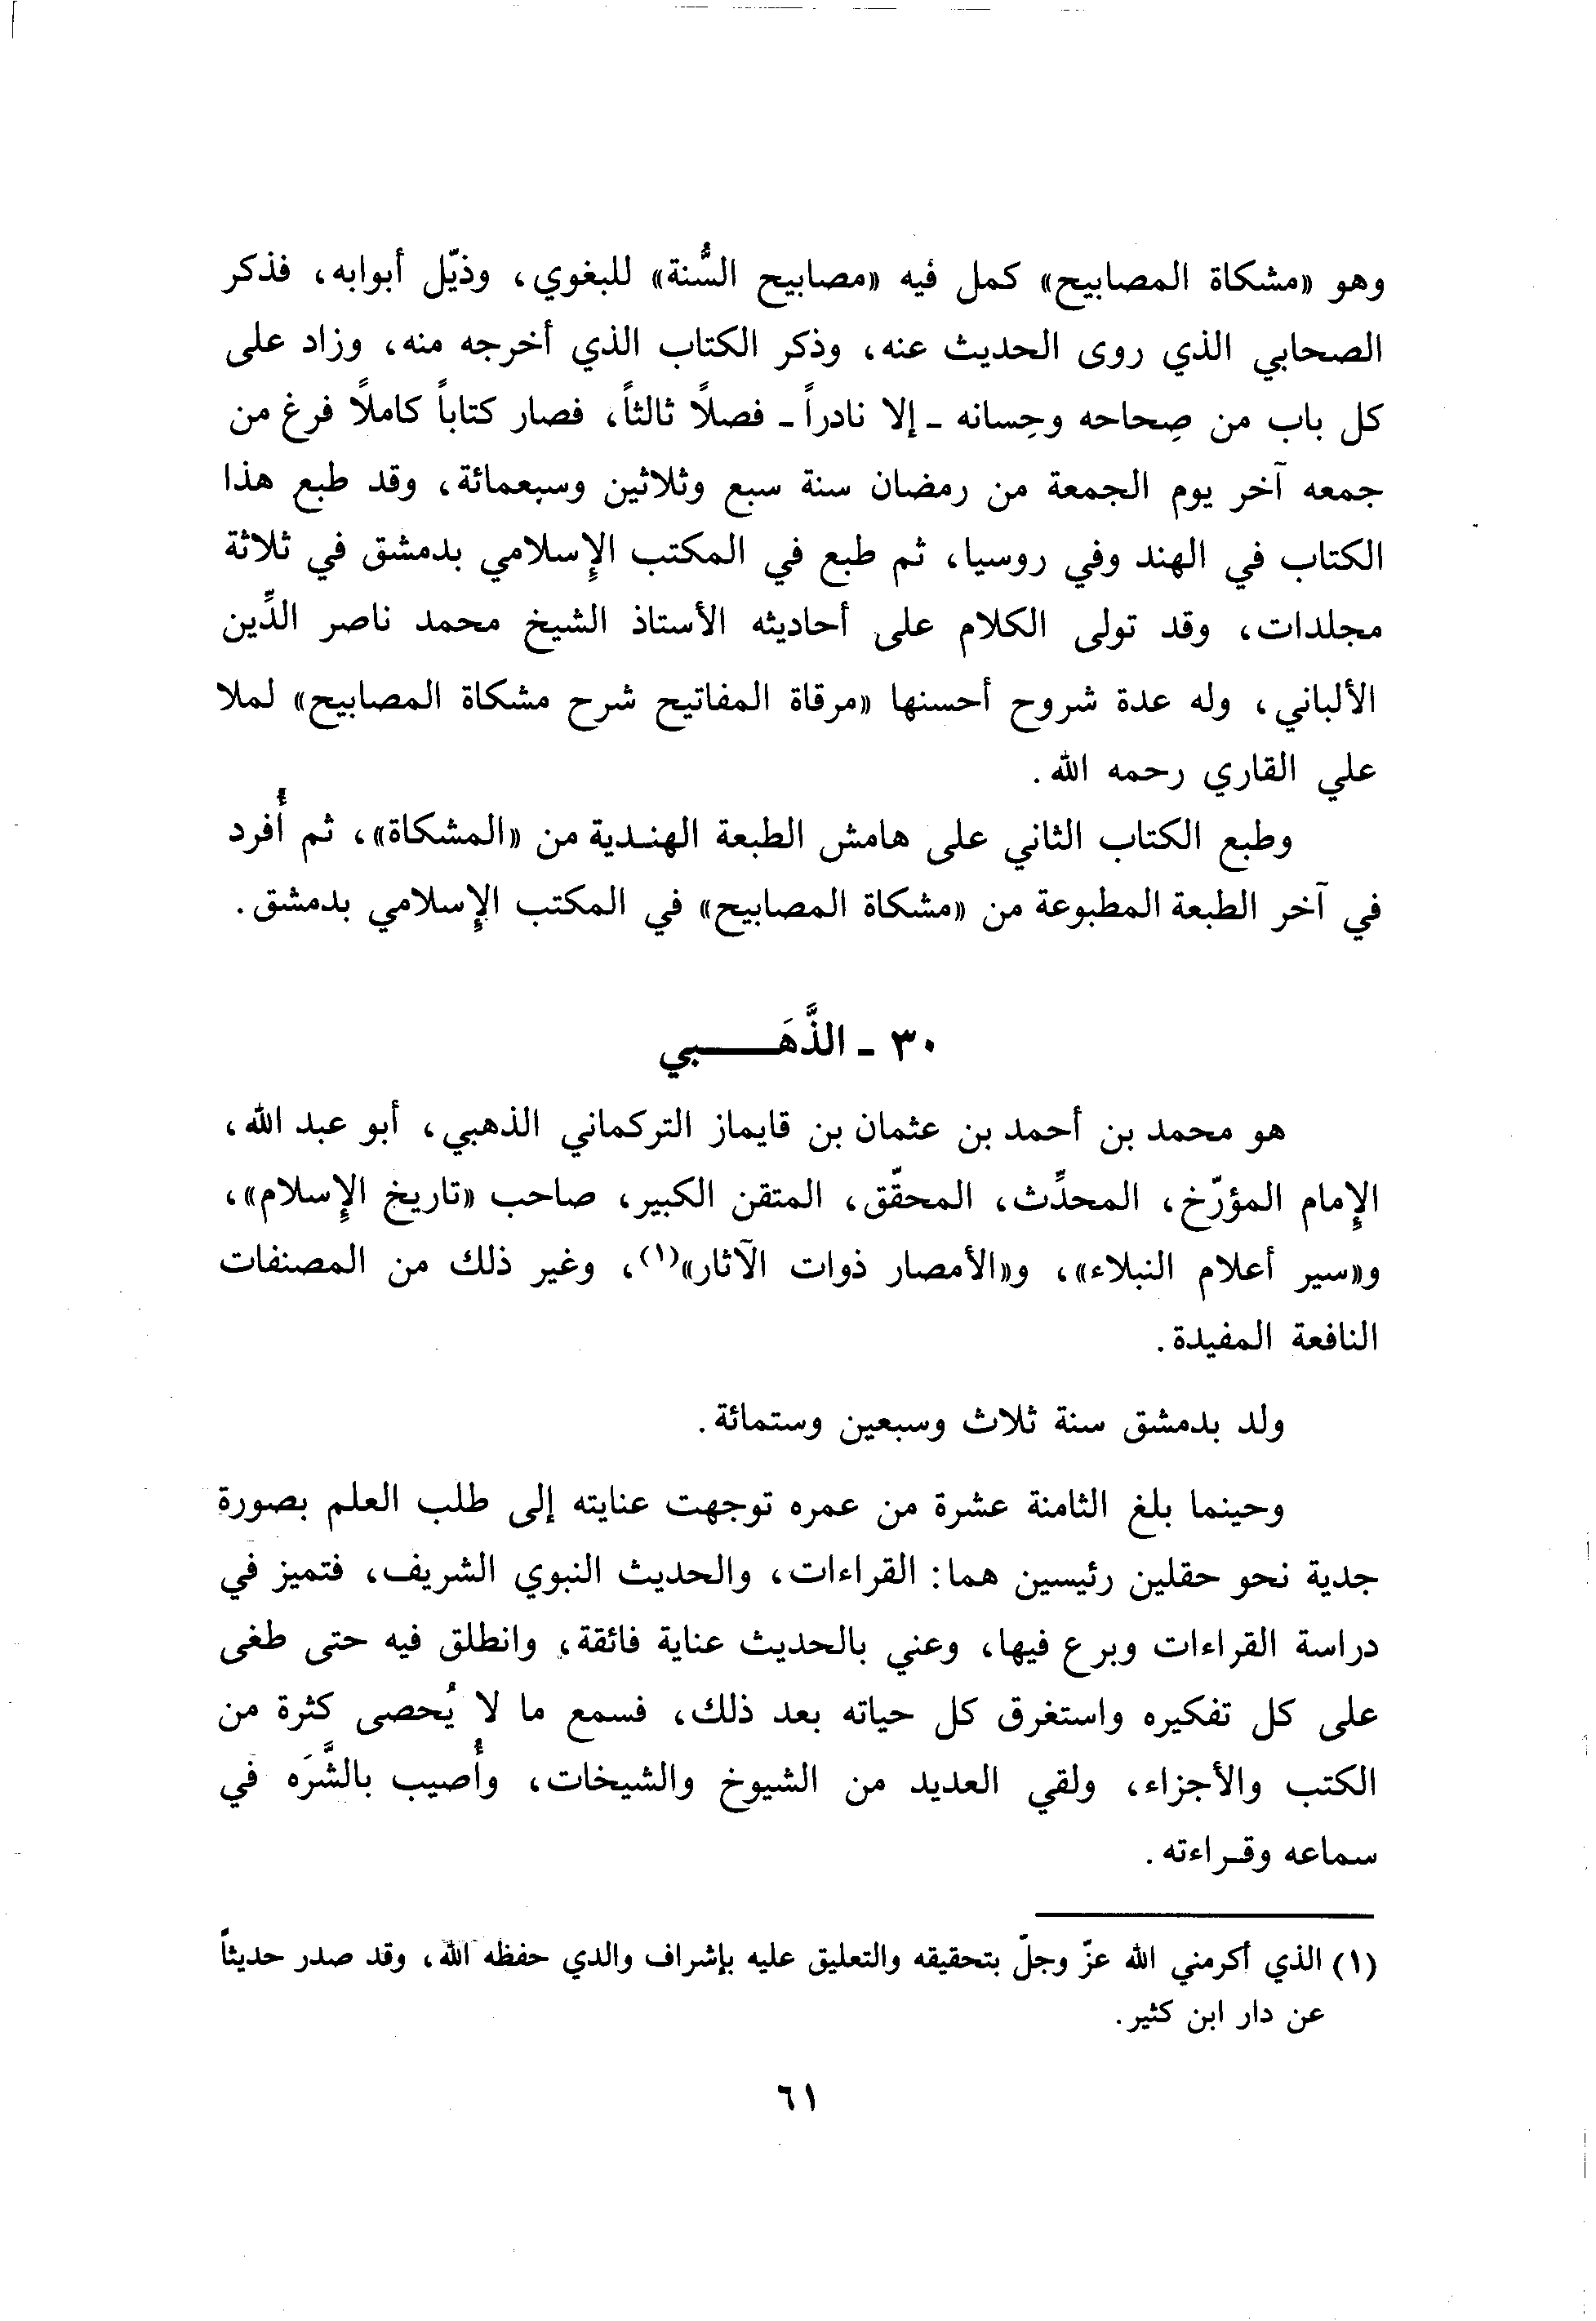 وهو «مشكاة المصابيح» كمل فيه «مصابيح السُّنة» للبغوي، وذيّل أبوابه، فذكر
الصحابي الذي روى الحديث عنه، وذكر الكتاب الذي أخرجه منه، وزاد على
كل باب من صِحاحه وحِسانه - إلا نادراً - فصلاً ثالثاً، فصار كتاباً كاملاً فرغ من
جمعه آخر يوم الجمعة من رمضان سنة سبع وثلاثين وسبعمائة، وقد طبع هذا
الكتاب في الهند وفي روسيا، ثم طبع في المكتب الإسلامي بدمشق في ثلاثة
مجلدات، وقد تولى الكلام على أحاديثه الأستاذ الشيخ محمد ناصر الدِّين
الألباني، وله عدة شروح أحسنها «مرقاة المفاتيح شرح مشكاة المصابيح» لملا
علي القاري رحمه الله.
وطبع الكتاب الثاني على هامش الطبعة الهندية من «المشكاة»، ثم أُفرد
في آخر الطبعة المطبوعة من «مشكاة المصابيح» في المكتب الإسلامي بدمشق.
٣٠ - الذَّهَـــبي
هو محمد بن أحمد بن عثمان بن قايماز التركماني الذهبي، أبو عبد الله،
الإمام المؤرّخ، المحدِّث، المحقّق، المتقن الكبير، صاحب «تاريخ الإسلام»،
و«سير أعلام النبلاء»، و«الأمصار ذوات الآثار»(١)، وغير ذلك من المصنفات
النافعة المفيدة.
ولد بدمشق سنة ثلاث وسبعين وستمائة.
وحينما بلغ الثامنة عشرة من عمره توجهت عنايته إلى طلب العلم بصورة
جدية نحو حقلين رئيسين هما: القراءات، والحديث النبوي الشريف، فتميز في
دراسة القراءات وبرع فيها، وعني بالحديث عناية فائقة، وانطلق فيه حتى طغى
على كل تفكيره واستغرق كل حياته بعد ذلك، فسمع ما لا يُحصى كثرة من
الكتب والأجزاء، ولقي العديد من الشيوخ والشيخات، وأُصيب بالشَّرَه في
سماعه وقراءته.
(١) الذي أكرمني الله عزّ وجلّ بتحقيقه والتعليق عليه بإشراف والدي حفظه الله، وقد صدر حديثاً
عن دار ابن كثير.
٦١